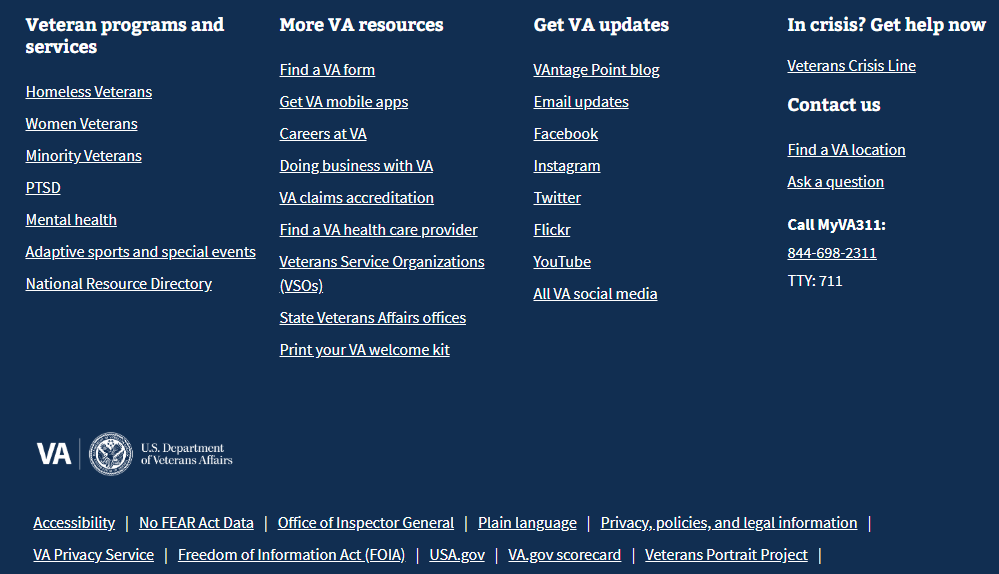 Veteran programs and
services
Homeless Veterans
Women Veterans
Minority Veterans
PTSD
Mental health
Adaptive sports and special events
National Resource Directory
More VA resources
Find a VA form
Get VA mobile apps
Careers at VA
Doing business with VA
VA claims accreditation
Find a VA health care provider
Veterans Service Organizations
(VSOs)
State Veterans Affairs offices
Print your VA welcome kit
Get VA updates
VAntage Point blog
Email updates
Facebook
Instagram
Twitter
Flickr
YouTube
All VA social media
In crisis? Get help now
Veterans Crisis Line
Contact us
Find a VA location
Ask a question
Call MyVA311:
844-698-2311
TTY: 711
VA | U.S. Department
of Veterans Affairs
Accessibility | No FEAR Act Data | Office of Inspector General | Plain language | Privacy, policies, and legal information |
VA Privacy Service | Freedom of Information Act (FOIA) | USA.gov | VA.gov scorecard | Veterans Portrait Project |